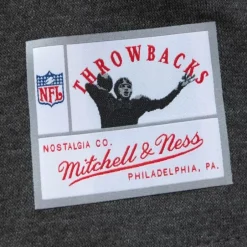 THROWBACKS
NFL
NOSTALGIA CO.
Mitchell & Ness
PHILADELPHIA, PA.